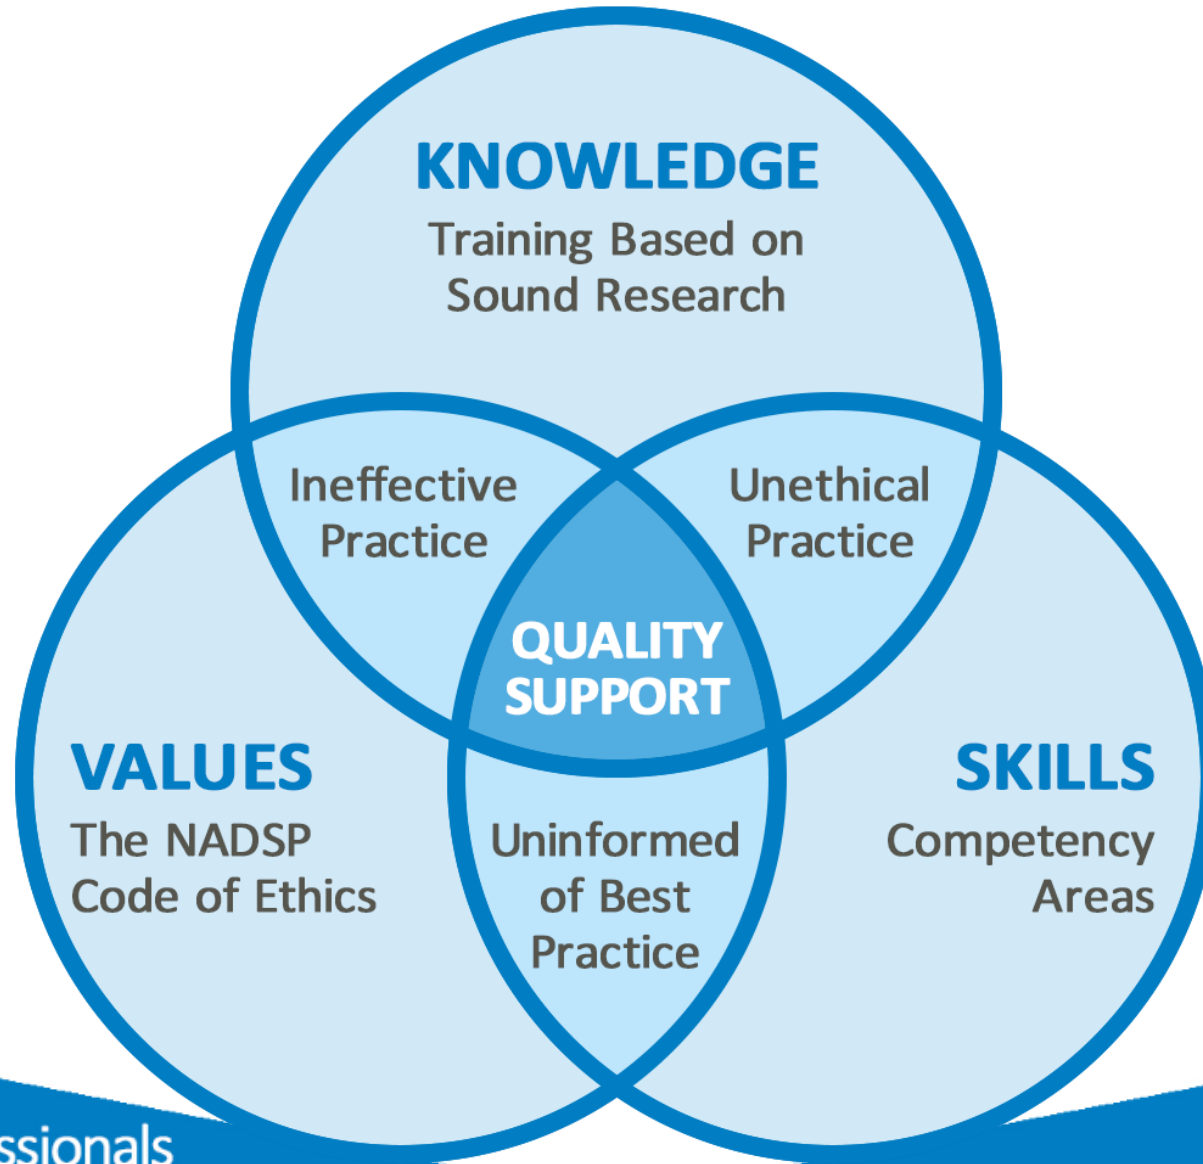 KNOWLEDGE
Training Based on
Sound Research
Ineffective
Practice
Unethical
Practice
QUALITY
SUPPORT
VALUES
The NADSP
Code of Ethics
Uninformed
of Best
Practice
SKILLS
Competency
Areas
ssionals